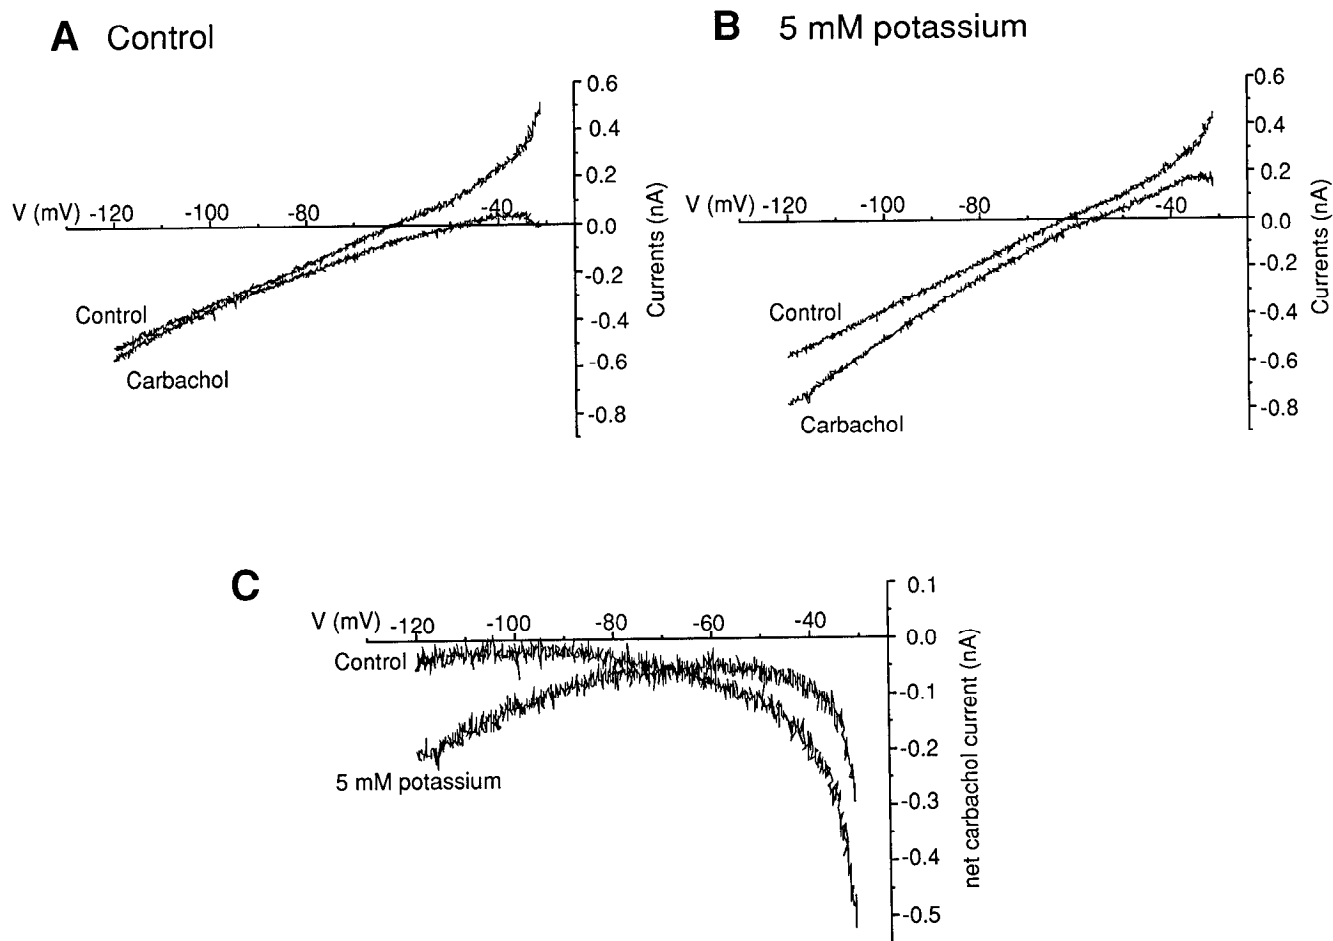 A Control
0.6
0.4
0.2
V (mV) -120 -100 -80 -40 0.0
-0.2
-0.4
-0.6
-0.8
Currents (nA)
Control
Carbachol
B 5 mM potassium
0.6
0.4
0.2
V (mV) -120 -100 -80 -40 0.0
-0.2
-0.4
-0.6
-0.8
Currents (nA)
Control
Carbachol
C
0.1
V (mV) -120 -100 -80 -60 -40 0.0
-0.1
-0.2
-0.3
-0.4
-0.5
net carbachol current (nA)
Control
5 mM potassium